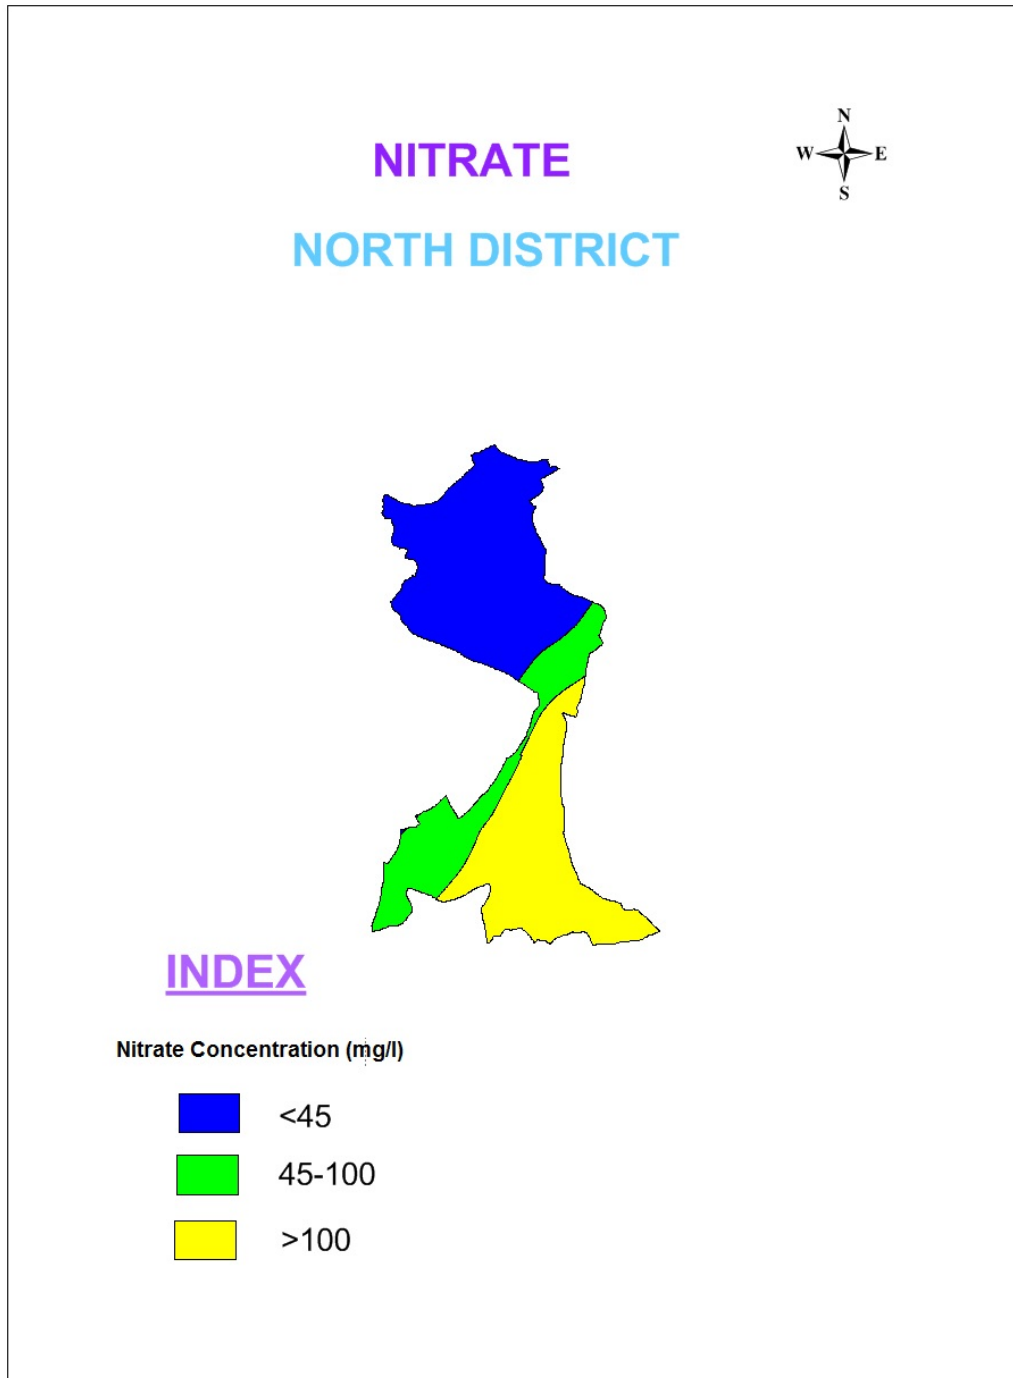 N
NITRATE
W E
S
NORTH DISTRICT
INDEX
Nitrate Concentration (mg/l)
<45
45-100
>100